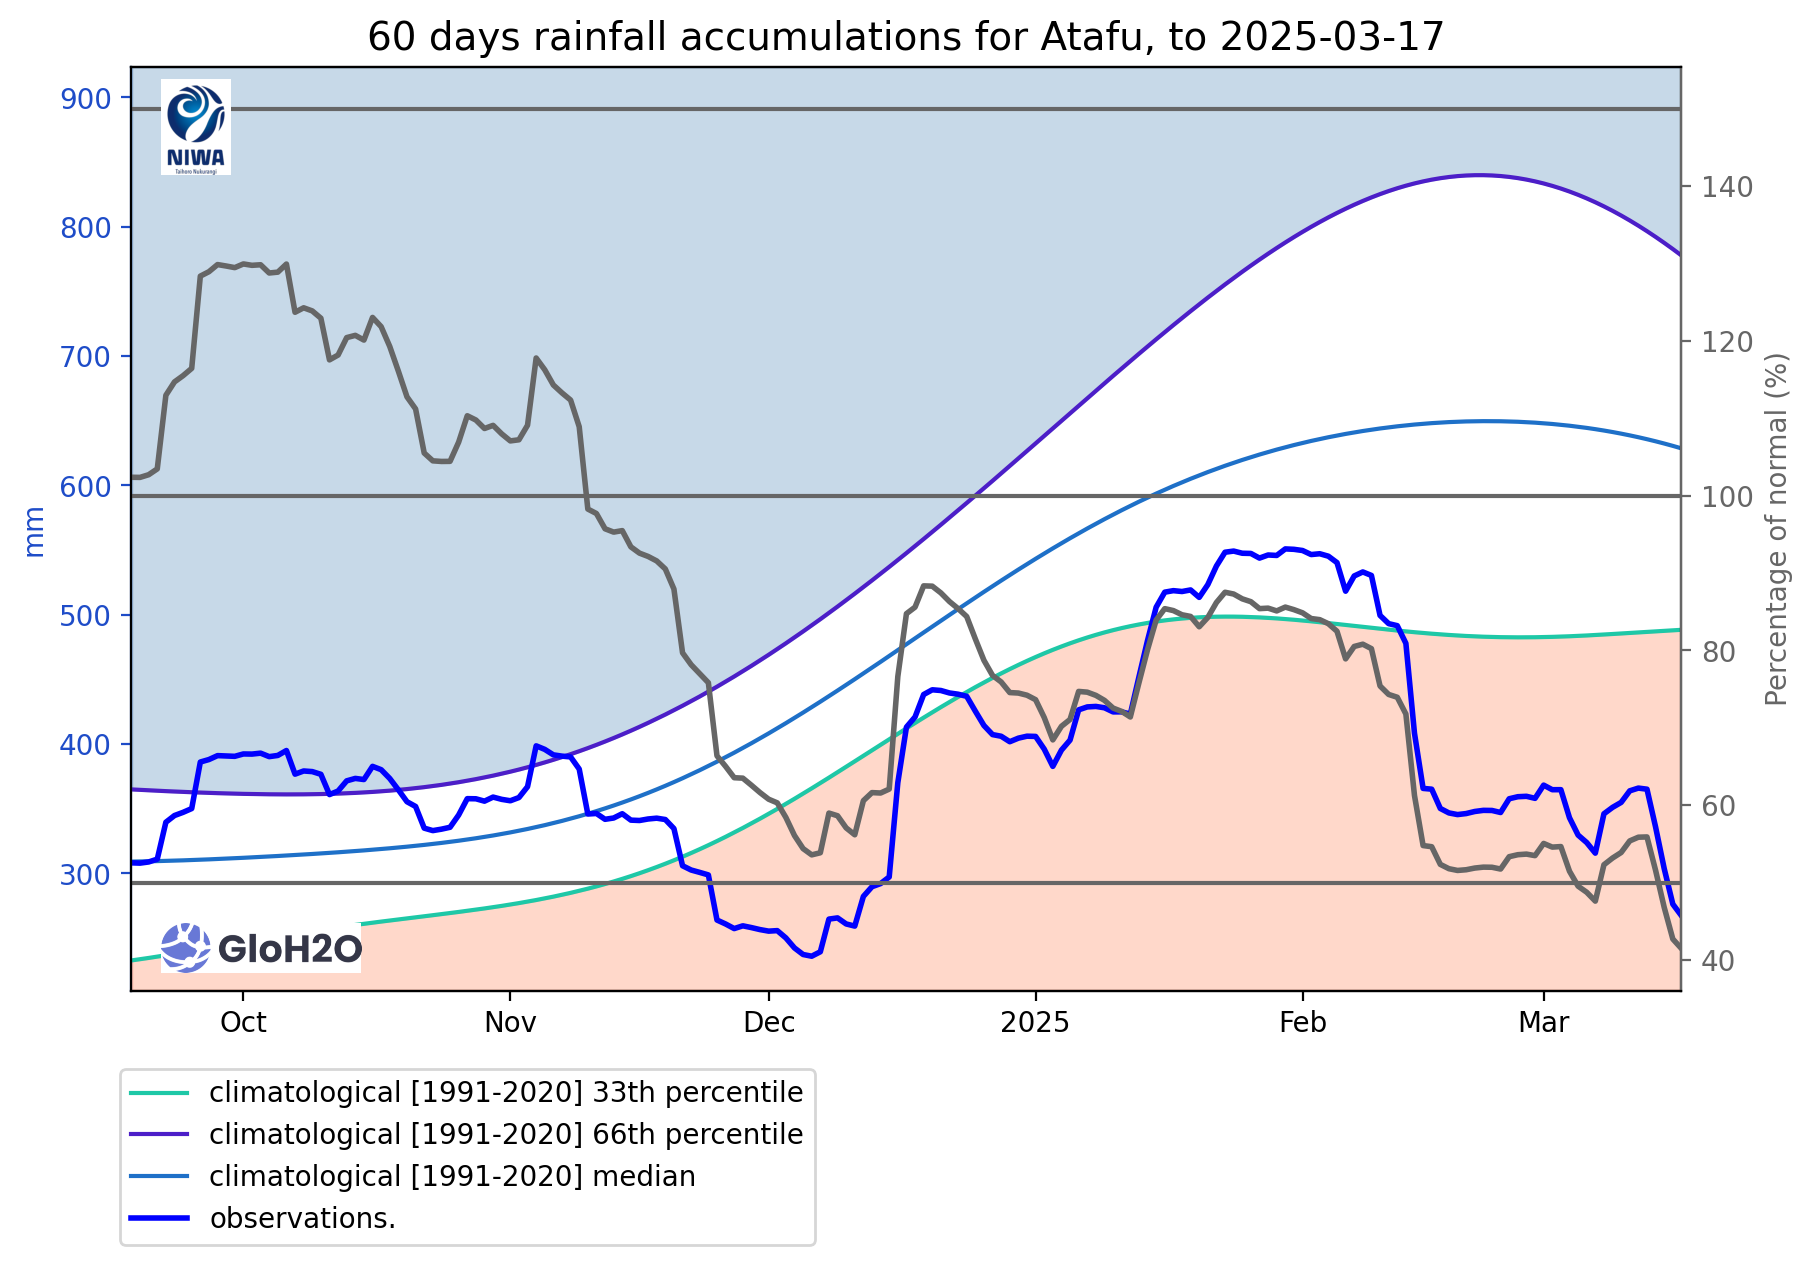 60 days rainfall accumulations for Atafu, to 2025-03-17
NIWA
Taihoro Nukurangi
900
800
700
600
500
400
300
mm
140
120
100
80
60
40
Percentage of normal (%)
GloH2O
Oct
Nov
Dec
2025
Feb
Mar
climatological [1991-2020] 33th percentile
climatological [1991-2020] 66th percentile
climatological [1991-2020] median
observations.